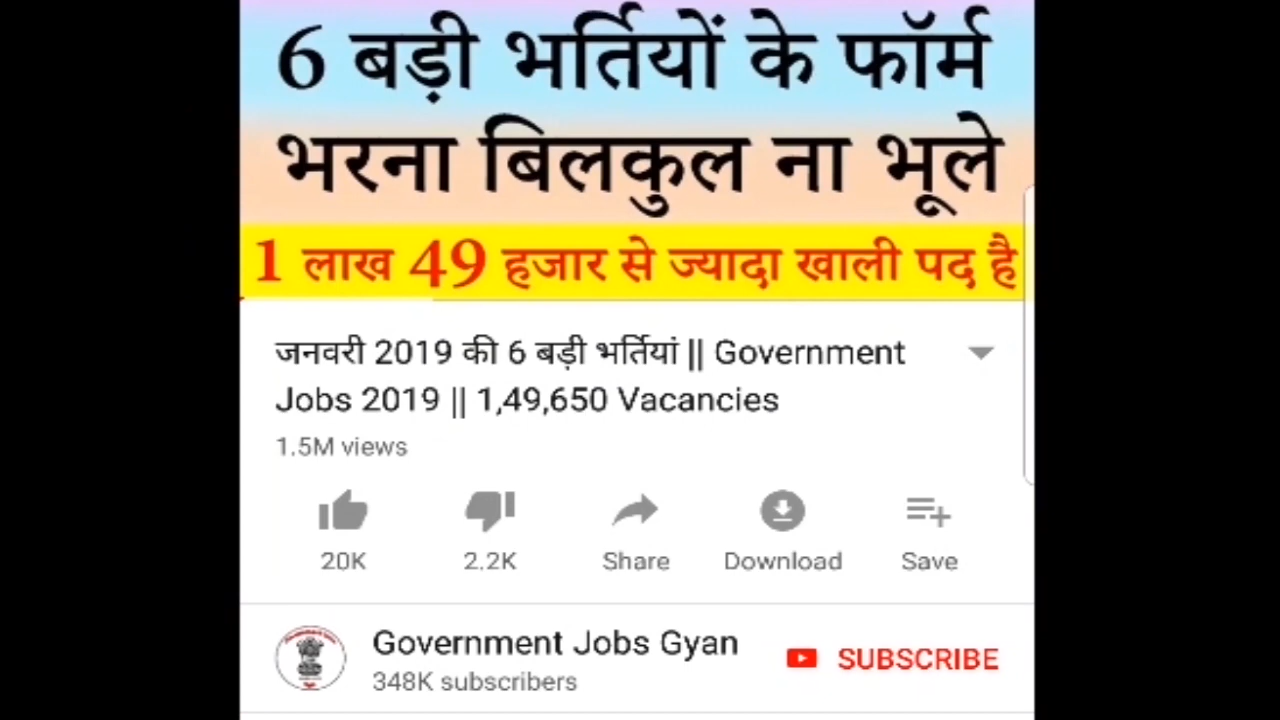 6 बड़ी भर्तियों के फॉर्म
भरना बिलकुल ना भूले
1 लाख 49 हजार से ज्यादा खाली पद है
जनवरी 2019 की 6 बड़ी भर्तियां || Government
Jobs 2019 || 1,49,650 Vacancies
1.5M views
20K 2.2K Share Download Save
Government Jobs Gyan
SUBSCRIBE
348K subscribers